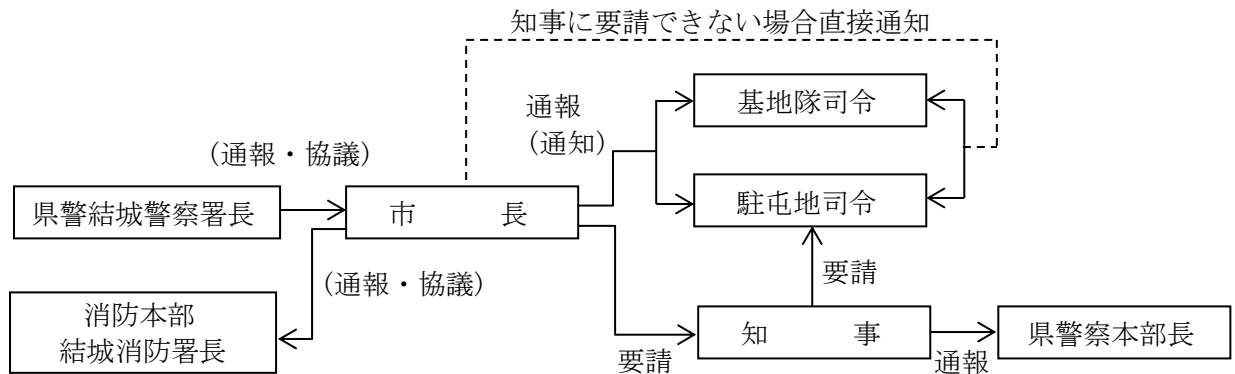 知事に要請できない場合直接通知
基地隊司令
通報
(通知)
(通報・協議)
県警結城警察署長
市　　長
駐屯地司令
要請
(通報・協議)
消防本部
結城消防署長
知　　事
県警察本部長
要請
通報